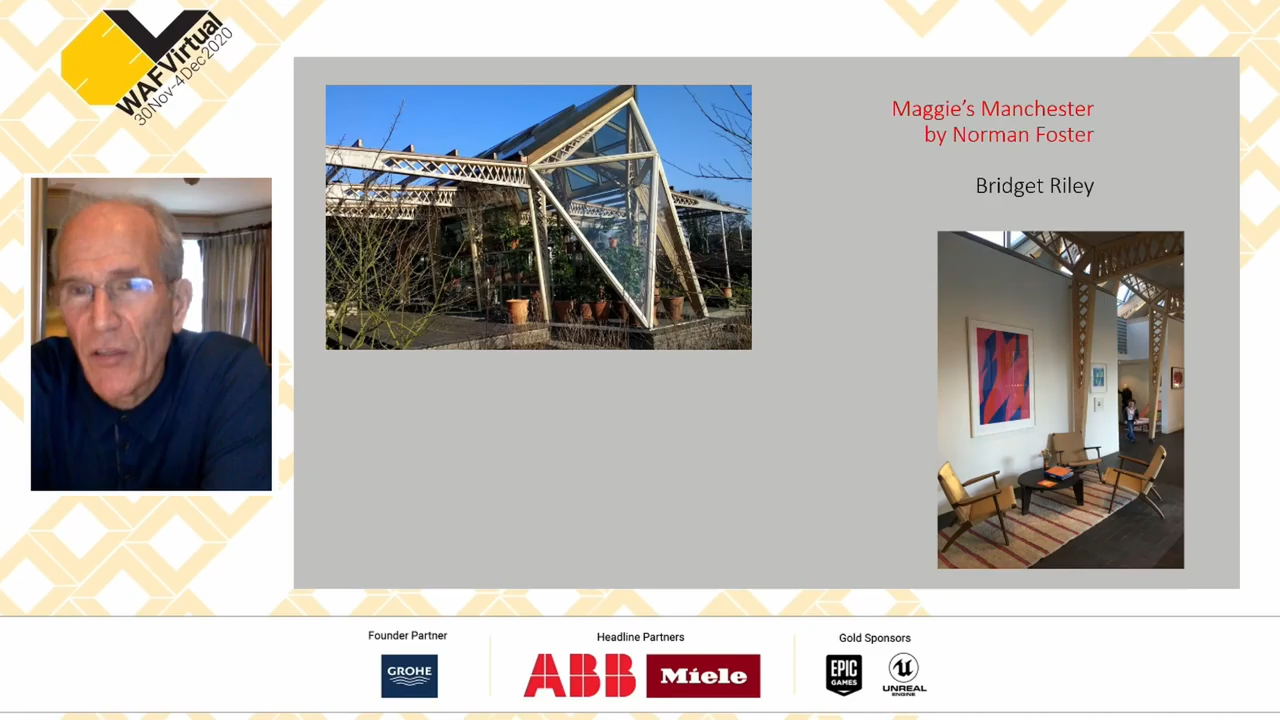 WAFVirtual
30Nov-4Dec2020
Maggie's Manchester
by Norman Foster
Bridget Riley
Founder Partner
Headline Partners
Gold Sponsors
GROHE
ABB
Miele
EPIC
GAMES
UNREAL
ENGINE